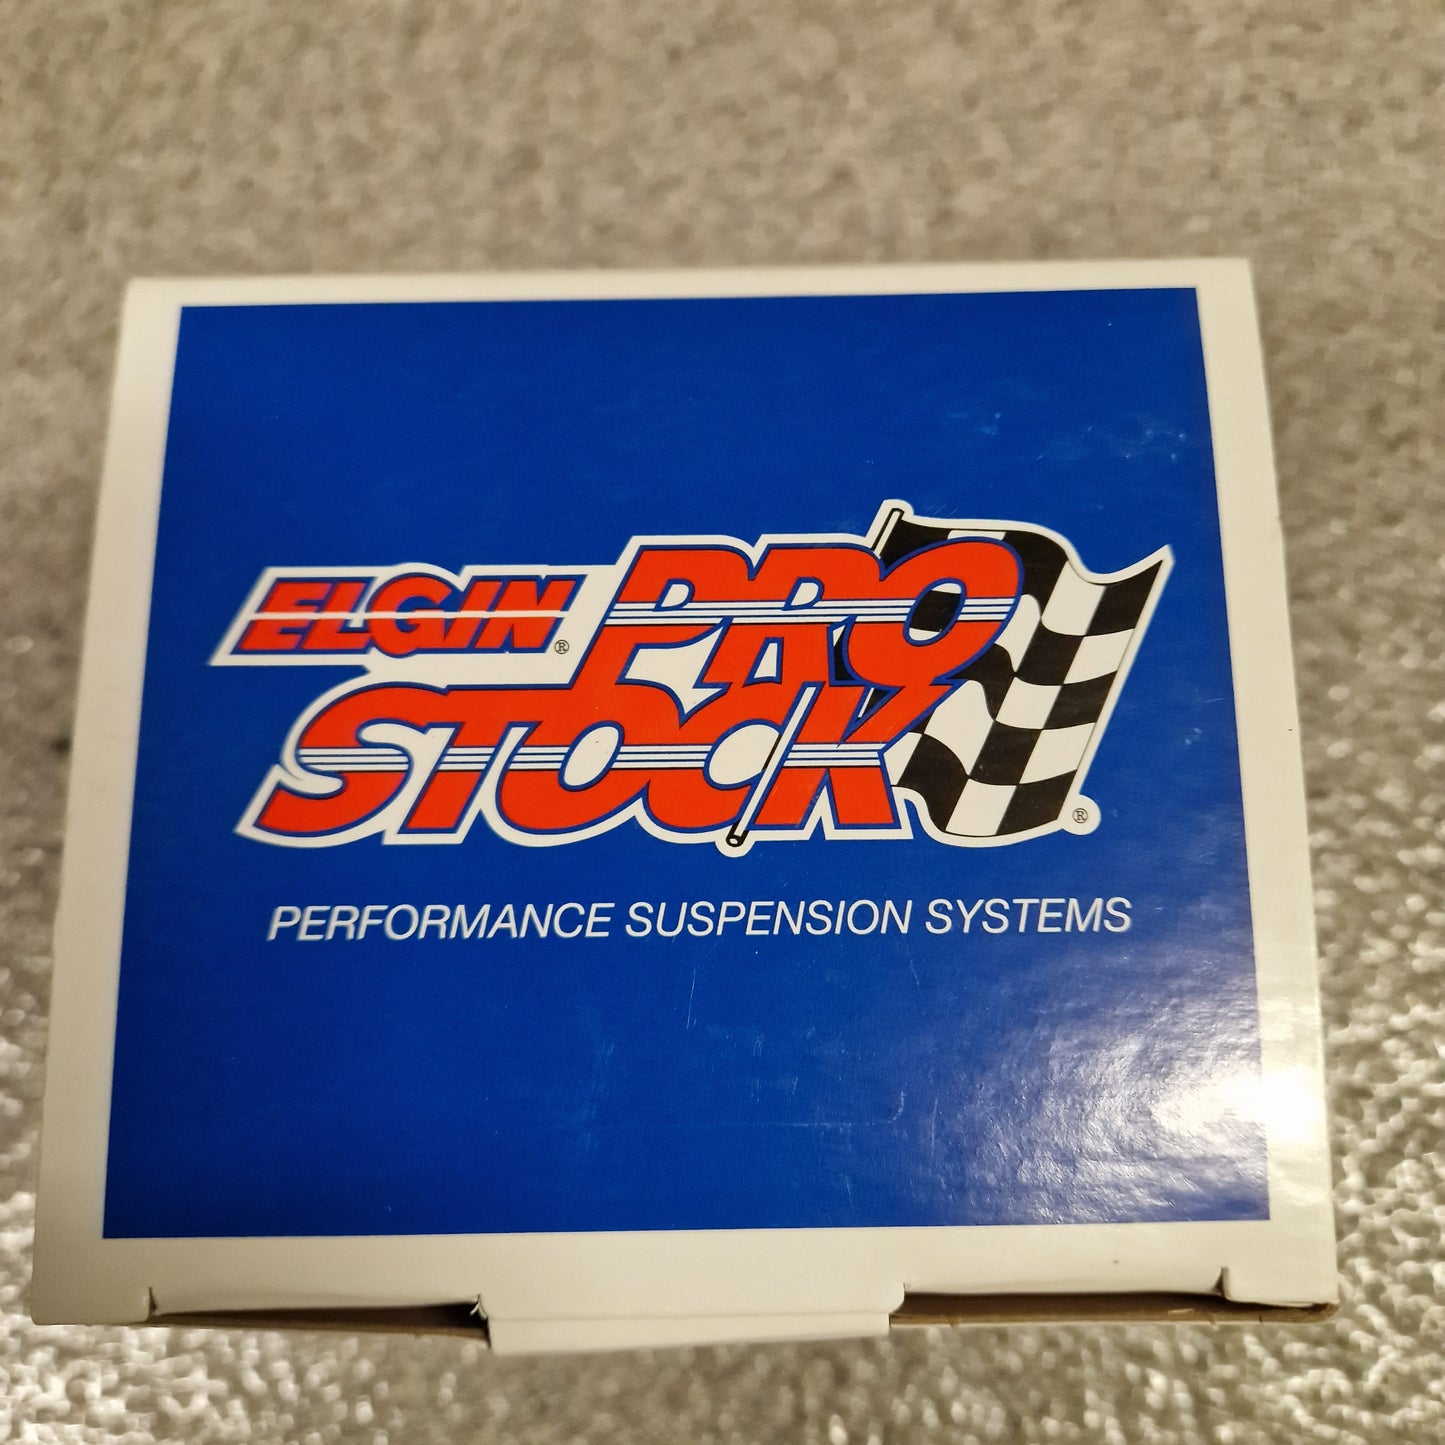 ELGIN®
PRO
STOCK®
PERFORMANCE SUSPENSION SYSTEMS